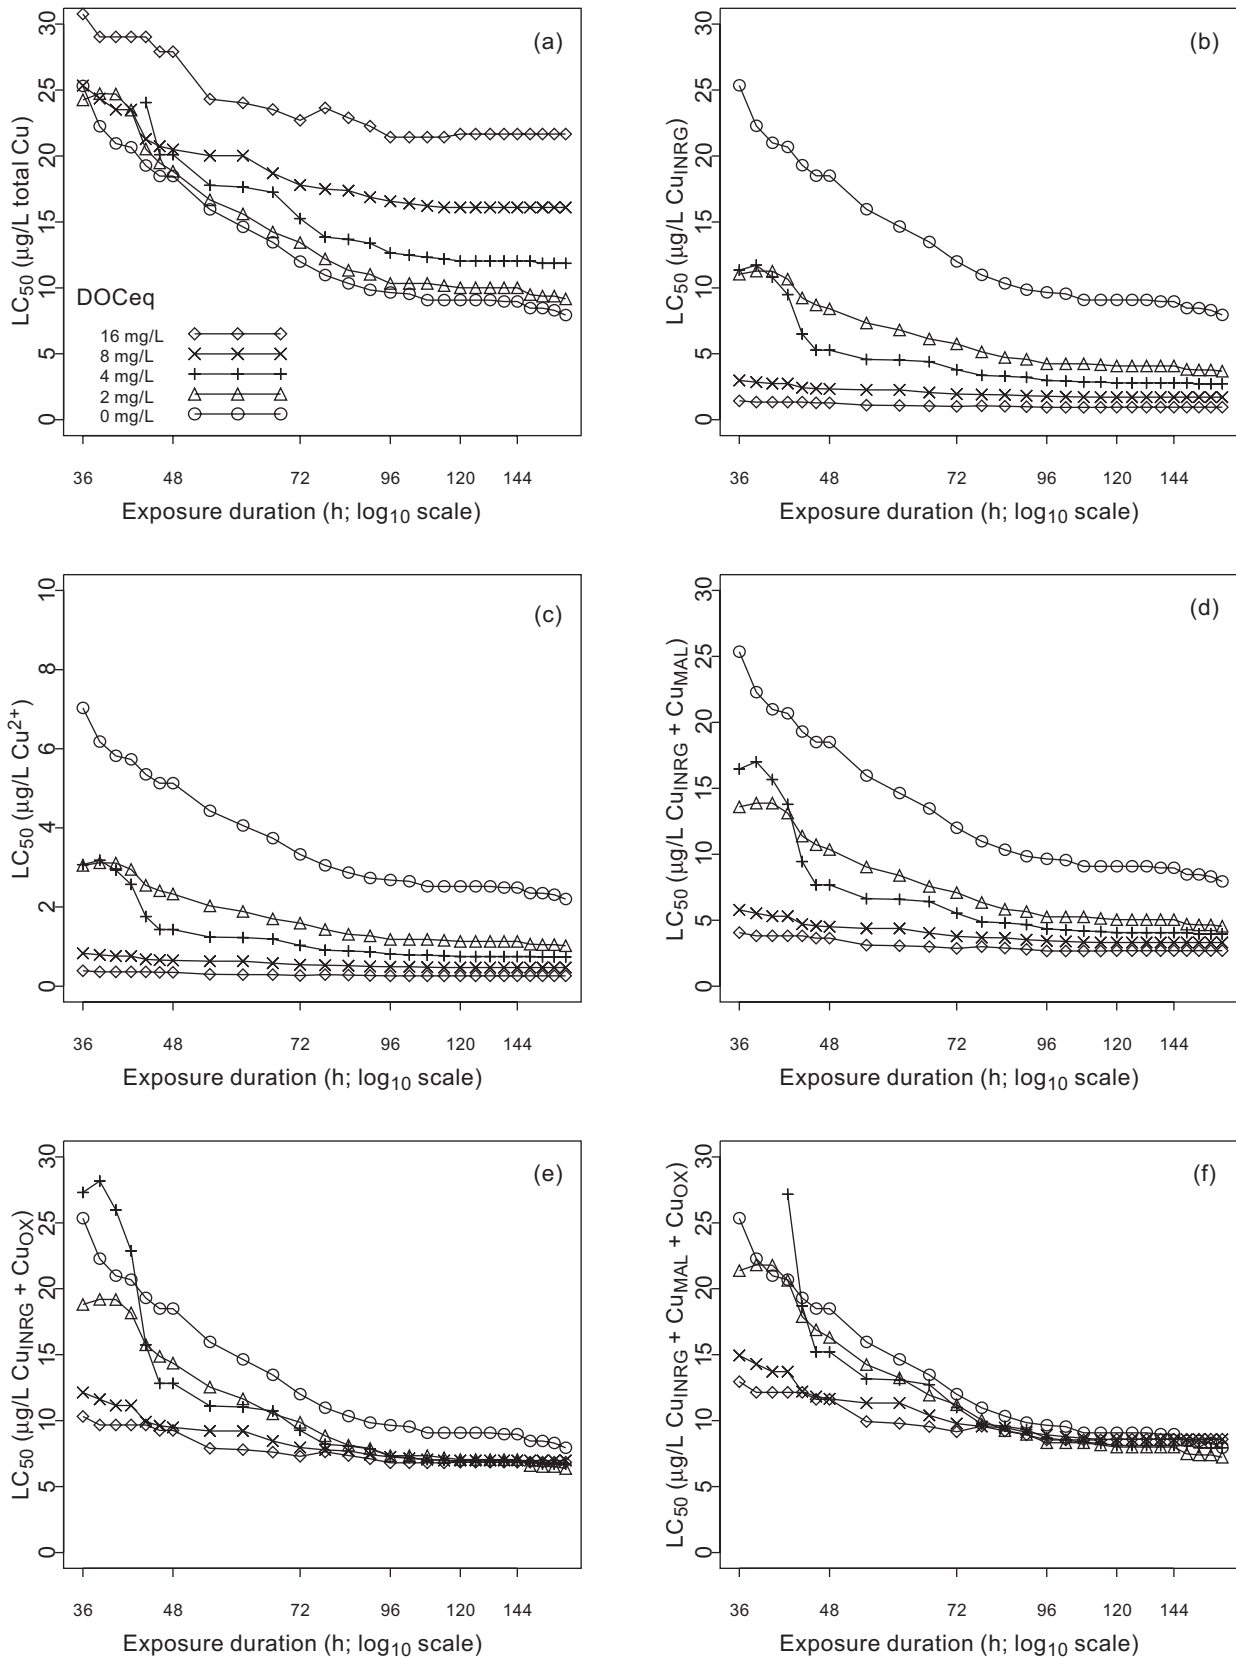 (a)
LC50 (μg/L total Cu)
30
25
20
15
10
5
0
DOCeq
16 mg/L
8 mg/L
4 mg/L
2 mg/L
0 mg/L
36 48 72 96 120 144
Exposure duration (h; log10 scale)
(b)
LC50 (μg/L CuINRG)
30
25
20
15
10
5
0
36 48 72 96 120 144
Exposure duration (h; log10 scale)
(c)
LC50 (μg/L Cu2+)
10
8
6
4
2
0
36 48 72 96 120 144
Exposure duration (h; log10 scale)
(d)
LC50 (μg/L CuINRG + CuMAL)
30
25
20
15
10
5
0
36 48 72 96 120 144
Exposure duration (h; log10 scale)
(e)
LC50 (μg/L CuINRG + CuOX)
30
25
20
15
10
5
0
36 48 72 96 120 144
Exposure duration (h; log10 scale)
(f)
LC50 (μg/L CuINRG + CuMAL + CuOX)
30
25
20
15
10
5
0
36 48 72 96 120 144
Exposure duration (h; log10 scale)